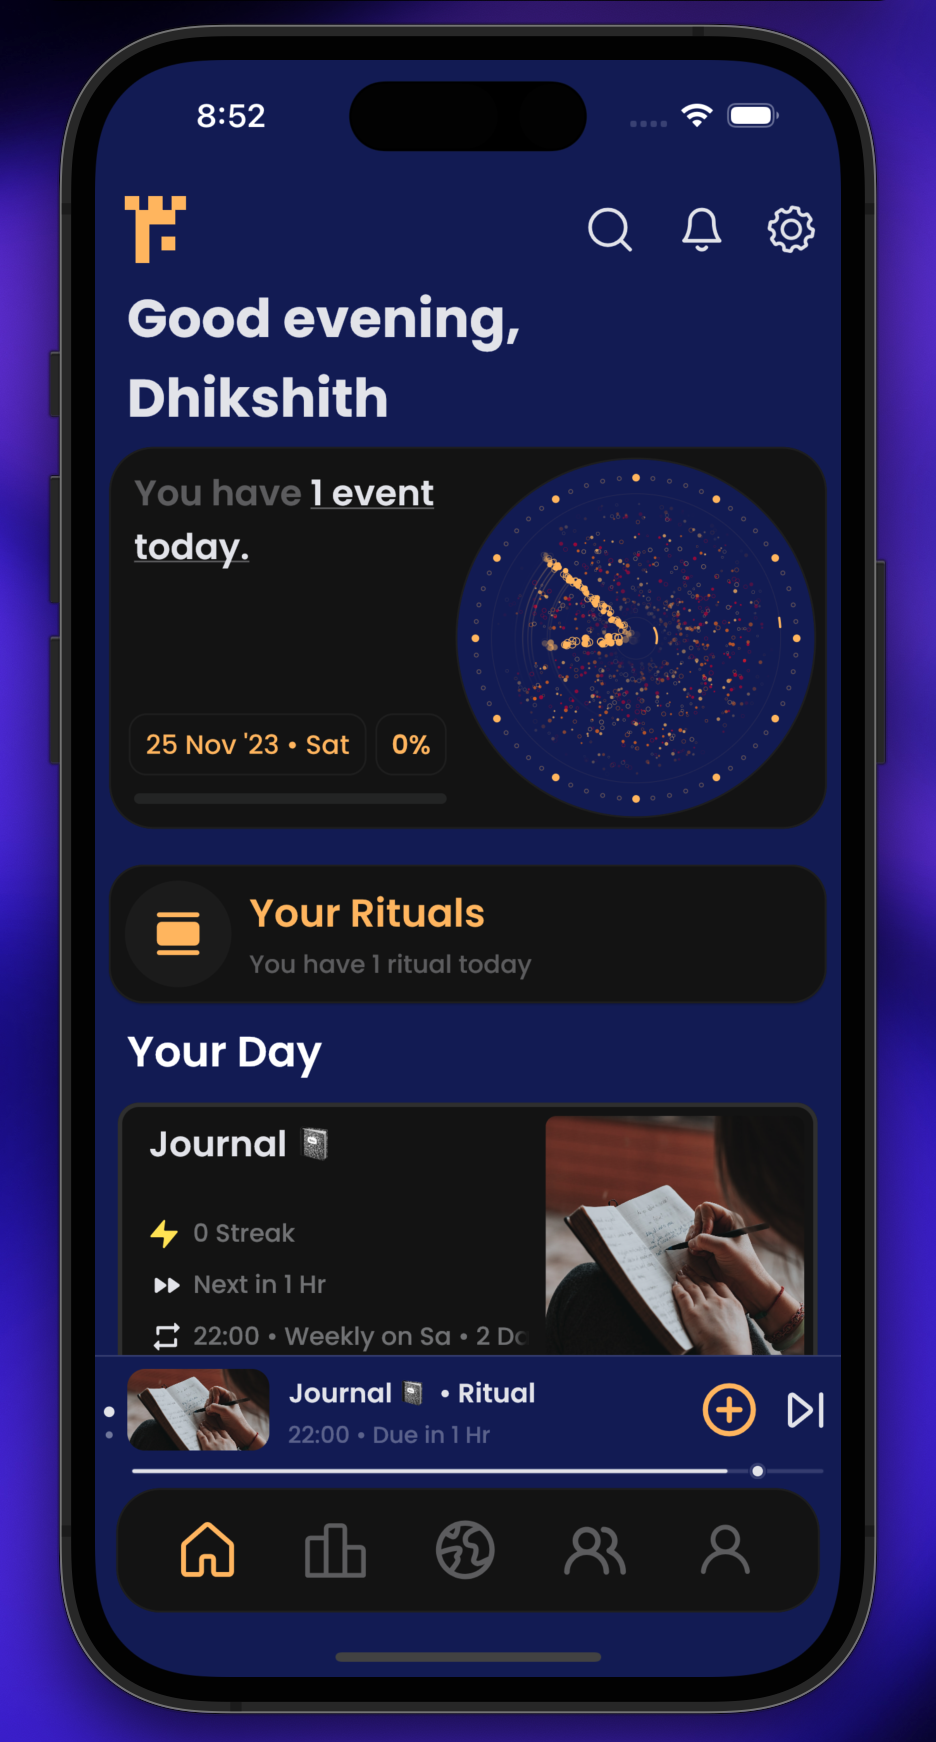 8:52
Good evening,
Dhikshith
You have 1 event
today.
25 Nov '23 • Sat
0%
Your Rituals
You have 1 ritual today
Your Day
Journal
0 Streak
Next in 1 Hr
22:00 • Weekly on Sa • 2 Da
Journal • Ritual
22:00 • Due in 1 Hr